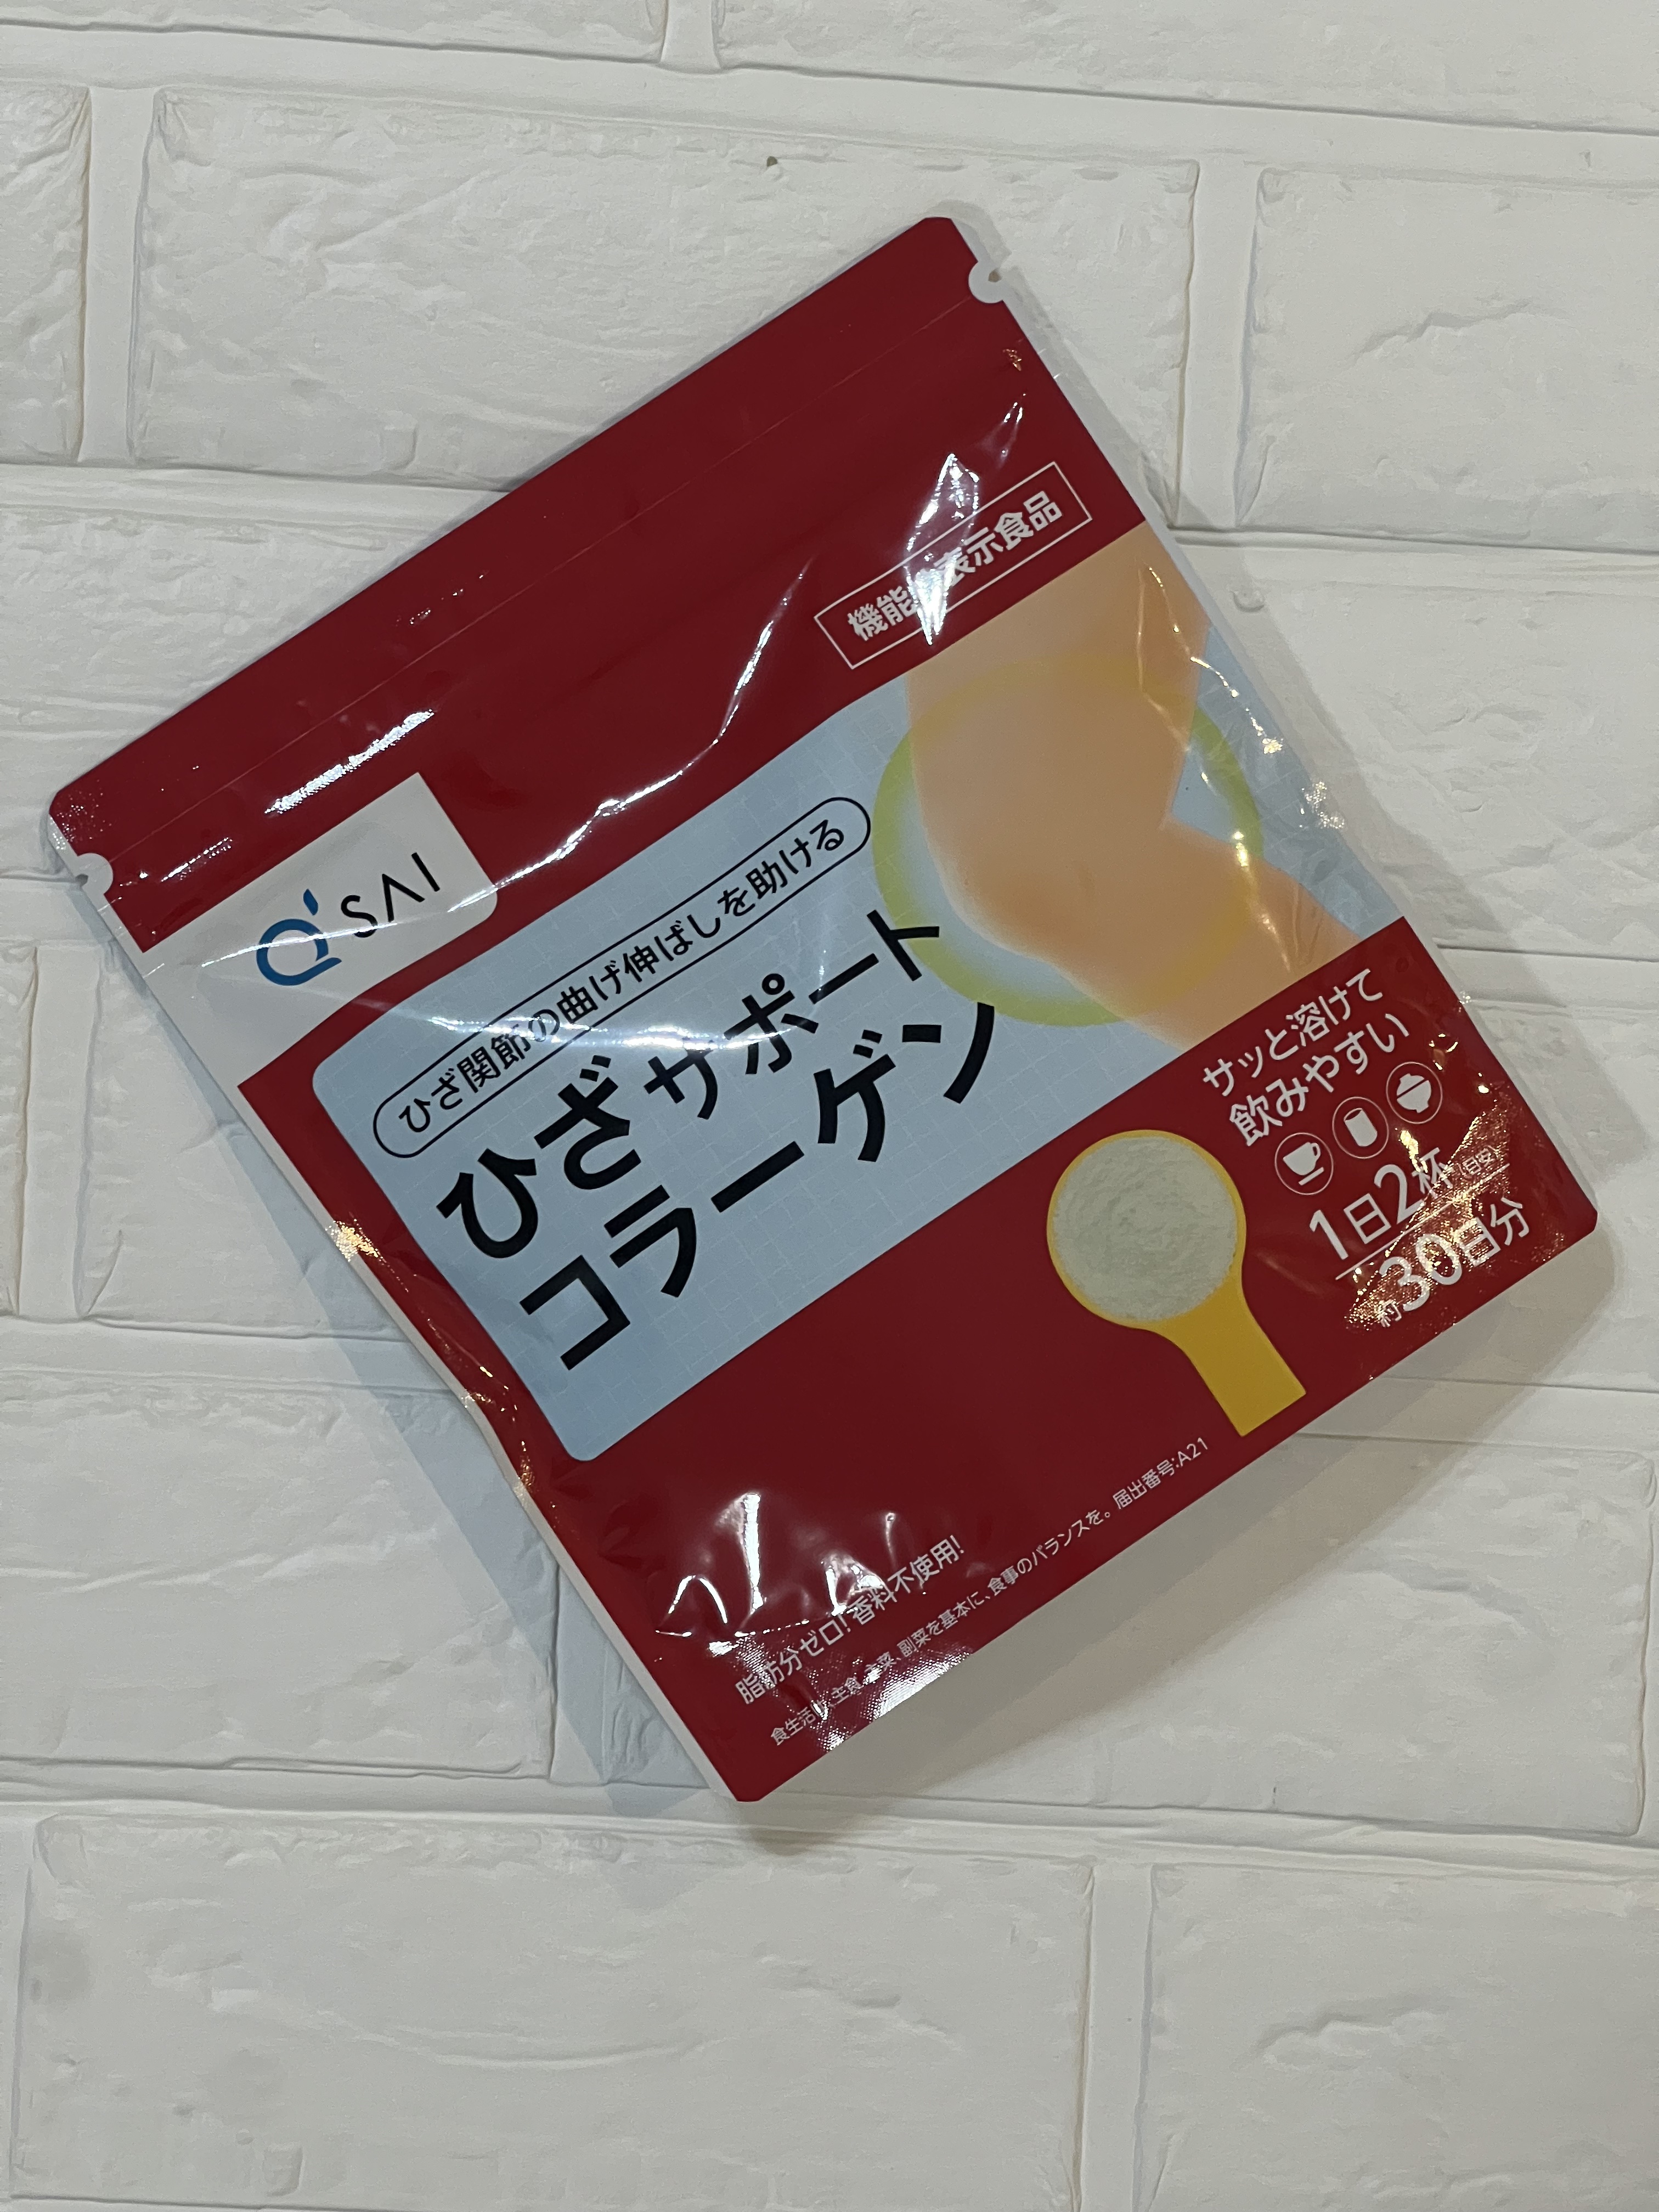 機能性表示食品
Q'SAI
ひざ関節の曲げ伸ばしを助ける
ひざサポート
コラーゲン
サッと溶けて
飲みやすい
1日2杯(目安)
約30日分
脂肪分ゼロ!香料不使用!
食生活は、主食、主菜、副菜を基本に、食事のバランスを。届出番号:A21